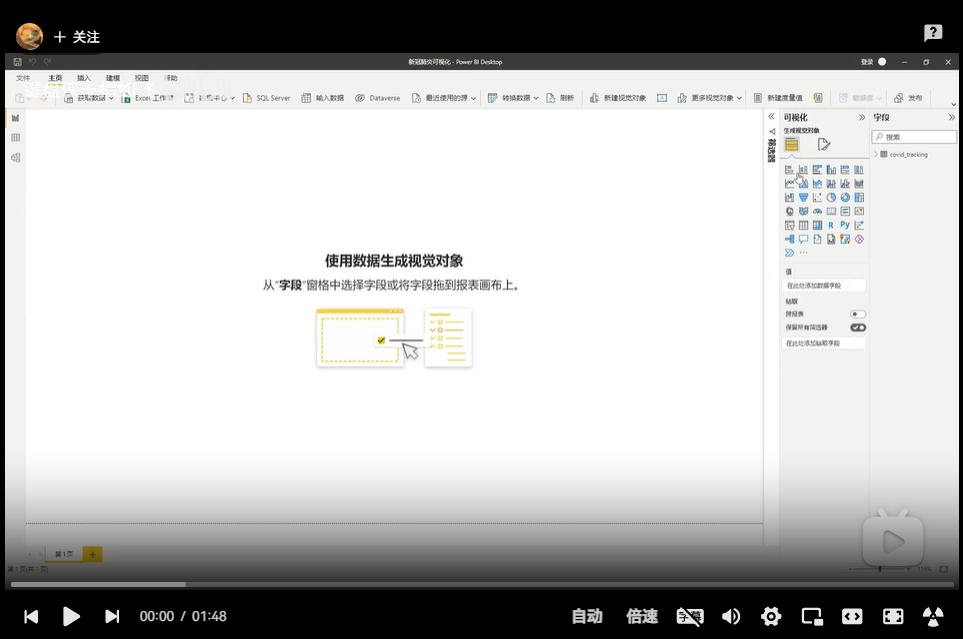 + 关注
新冠肺炎可视化 - Power BI Desktop
登录
文件 主页 插入 建模 视图 帮助
获取数据 Excel 工作簿 SQL Server 输入数据 Dataverse 最近使用的源 转换数据 刷新 新建视觉对象 更多视觉对象 新建度量值 敏感度 发布
可视化
字段
生成视觉对象
筛选器
搜索
covid_tracking
R Py
使用数据生成视觉对象
从"字段"窗格中选择字段或将字段拖到报表画布上。
值
在此处添加数据字段
钻取
跨报表
保留所有筛选器
在此处添加钻取字段
第 1 页
第 1 页(共 1 页)
116%
00:00 / 01:48
自动 倍速 字幕